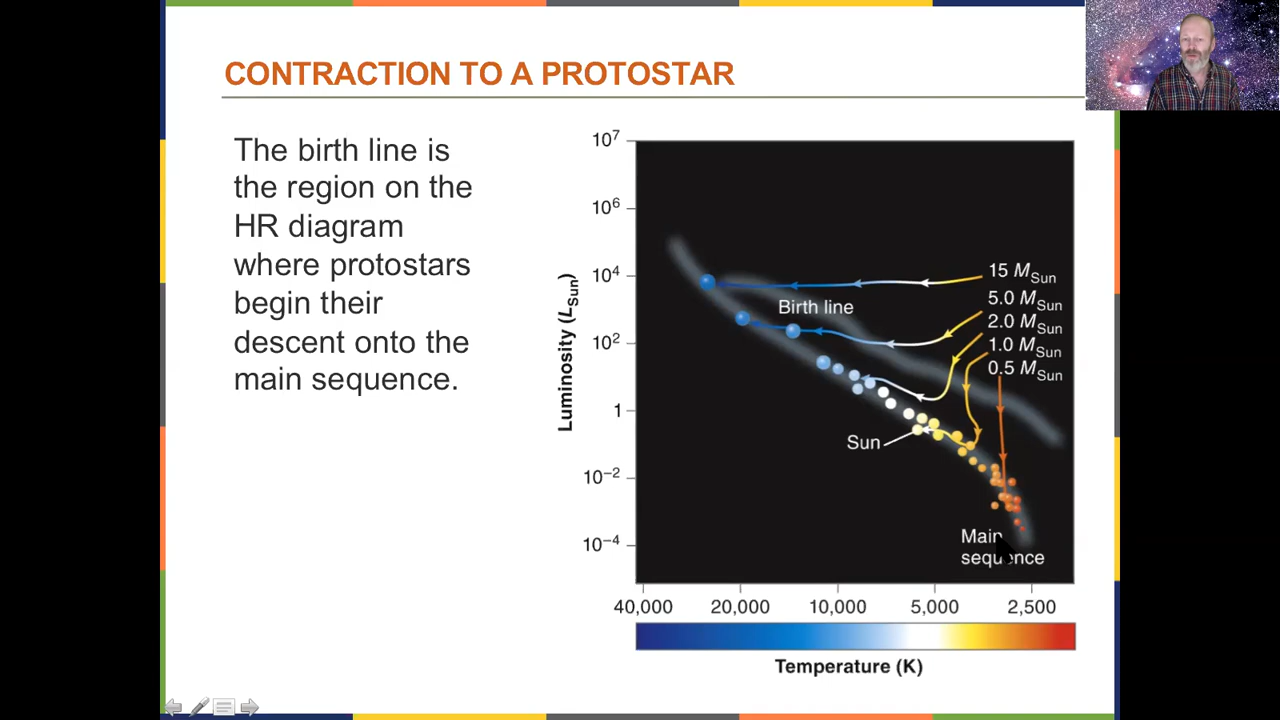 CONTRACTION TO A PROTOSTAR
The birth line is
the region on the
HR diagram
where protostars
begin their
descent onto the
main sequence.
10⁷
10⁶
10⁴
10²
1
10⁻²
10⁻⁴
Luminosity (L_Sun)
15 M_Sun
5.0 M_Sun
2.0 M_Sun
1.0 M_Sun
0.5 M_Sun
Birth line
Sun
Main
sequence
40,000 20,000 10,000 5,000 2,500
Temperature (K)